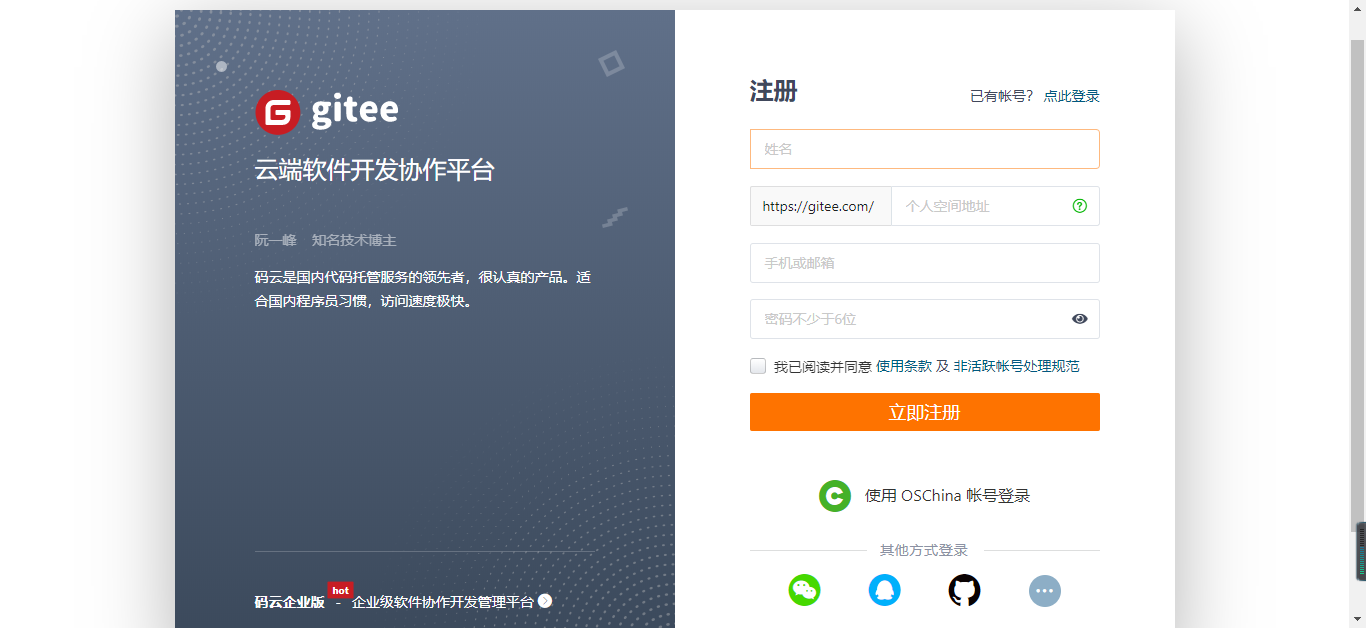 gitee
云端软件开发协作平台
阮一峰 知名技术博主
码云是国内代码托管服务的领先者，很认真的产品。适
合国内程序员习惯，访问速度极快。
hot
码云企业版 - 企业级软件协作开发管理平台
注册
已有帐号？ 点此登录
姓名
https://gitee.com/ 个人空间地址
手机或邮箱
密码不少于6位
我已阅读并同意 使用条款 及 非活跃帐号处理规范
立即注册
使用 OSChina 帐号登录
其他方式登录